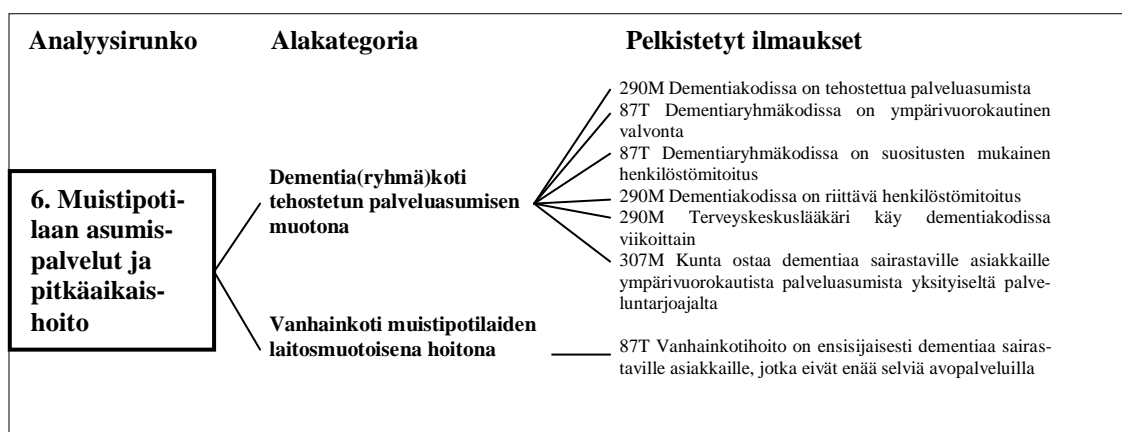 Analyysirunko Alakategoria Pelkistetyt ilmaukset
6. Muistipoti-
laan asumis-
palvelut ja
pitkäaikais-
hoito
Dementia(ryhmä)koti
tehostetun palveluasumisen
muotona
290M Dementiakodissa on tehostettua palveluasumista
87T Dementiaryhmäkodissa on ympärivuorokautinen
valvonta
87T Dementiaryhmäkodissa on suositusten mukainen
henkilöstömitoitus
290M Dementiakodissa on riittävä henkilöstömitoitus
290M Terveyskeskuslääkäri käy dementiakodissa
viikoittain
307M Kunta ostaa dementiaa sairastaville asiakkaille
ympärivuorokautista palveluasumista yksityiseltä palve-
luntarjoajalta
Vanhainkoti muistipotilaiden
laitosmuotoisena hoitona
87T Vanhainkotihoito on ensisijaisesti dementiaa sairas-
taville asiakkaille, jotka eivät enää selviä avopalveluilla